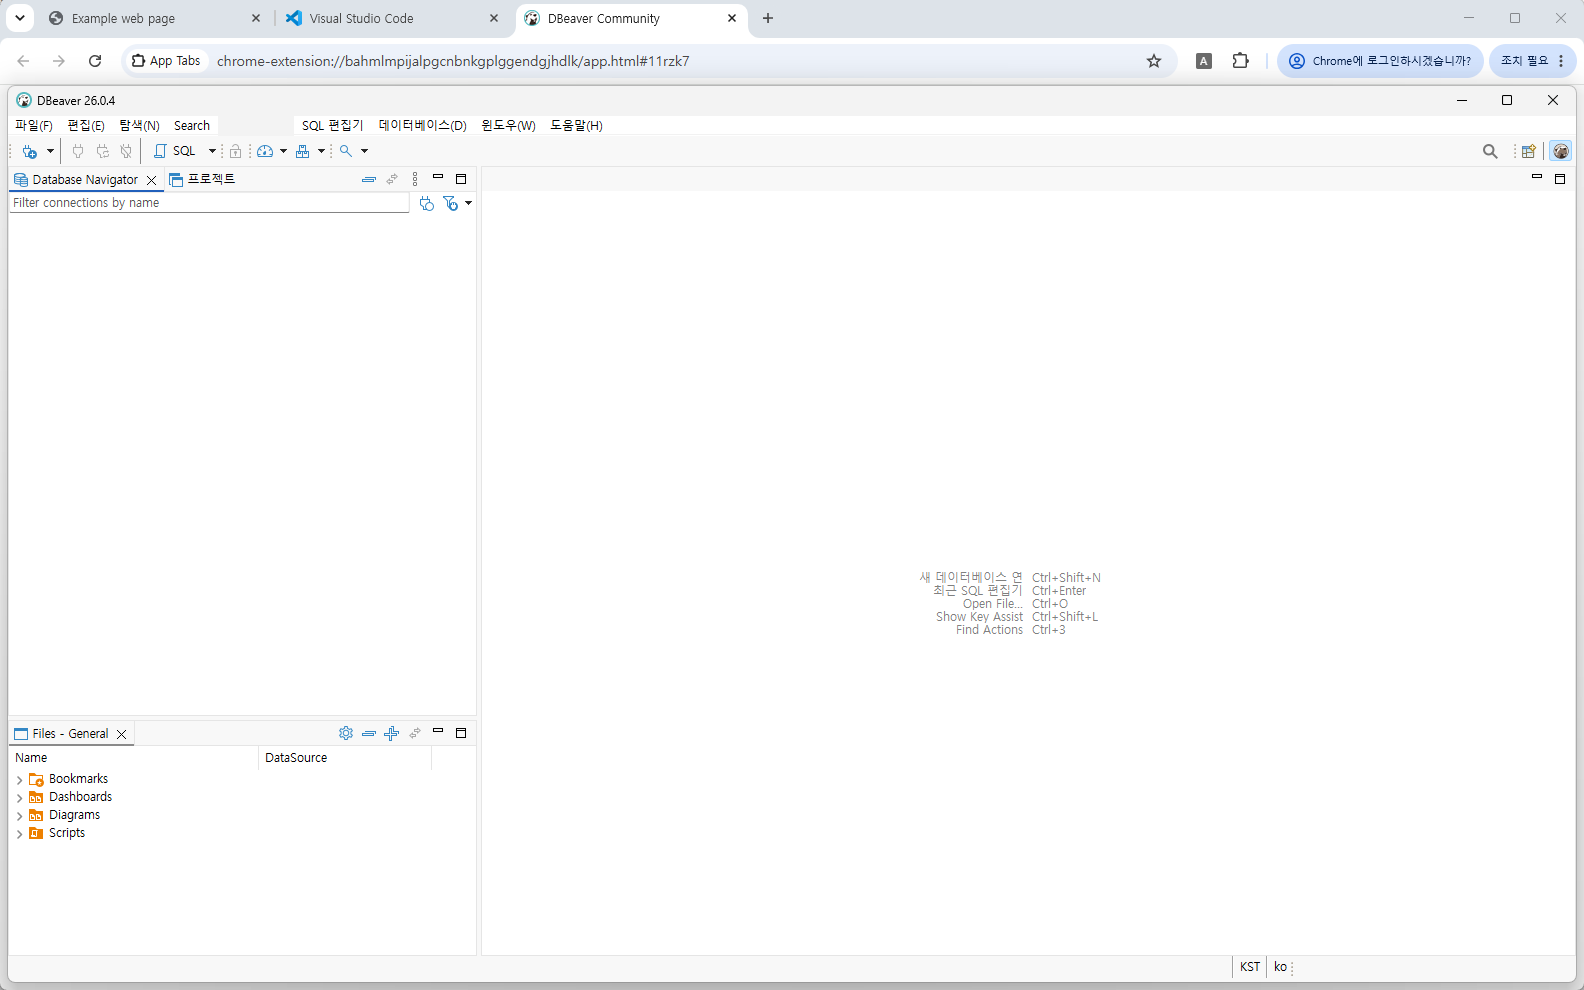 Example web page
Visual Studio Code
DBeaver Community
App Tabs
chrome-extension://bahmlmpijalpgcnbnkgplggendgjhdlk/app.html#11rzk7
A
Chrome에 로그인하시겠습니까?
조치 필요
DBeaver 26.0.4
파일(F) 편집(E) 탐색(N) Search SQL 편집기 데이터베이스(D) 윈도우(W) 도움말(H)
SQL
Database Navigator
프로젝트
Filter connections by name
새 데이터베이스 연 Ctrl+Shift+N
최근 SQL 편집기 Ctrl+Enter
Open File... Ctrl+O
Show Key Assist Ctrl+Shift+L
Find Actions Ctrl+3
Files - General
Name DataSource
Bookmarks
Dashboards
Diagrams
Scripts
KST ko